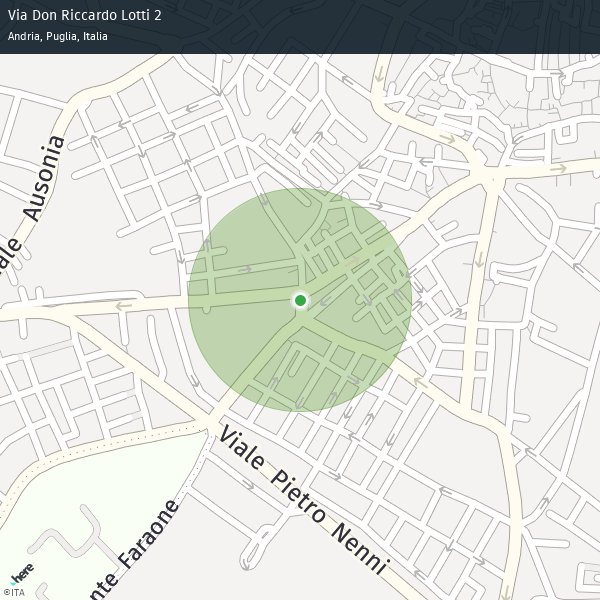 Via Don Riccardo Lotti 2
Andria, Puglia, Italia
ale Ausonia
Viale Pietro Nenni
nte Faraone
here
©ITA